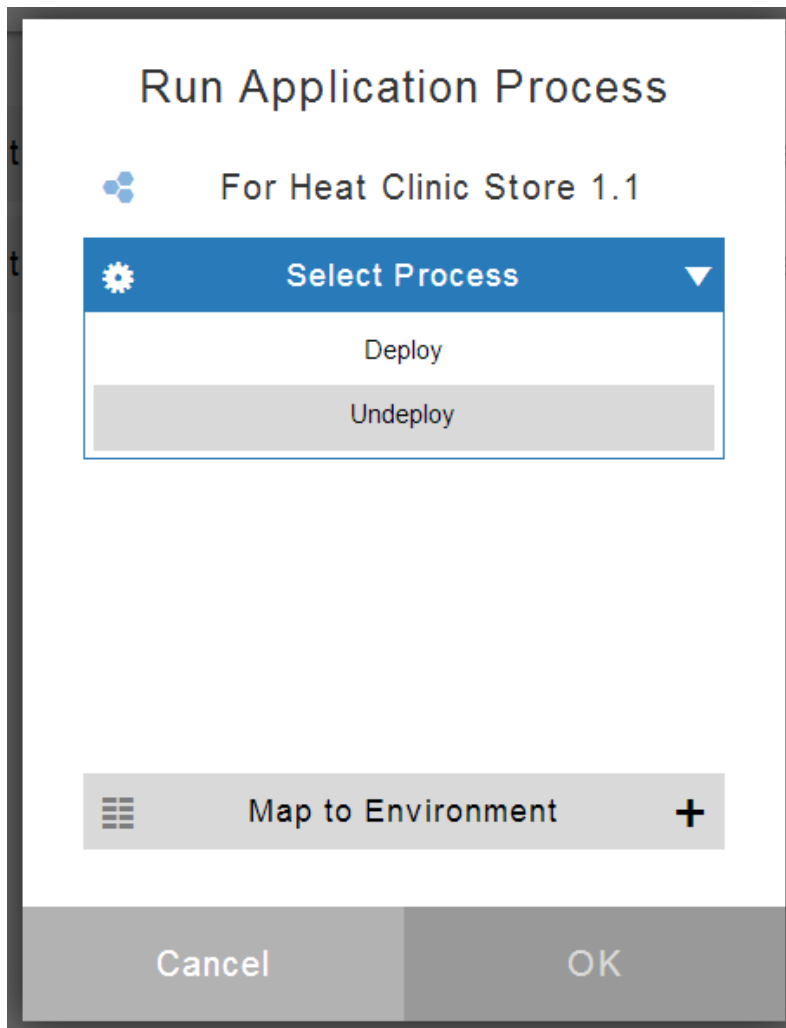 Run Application Process
For Heat Clinic Store 1.1
Select Process
Deploy
Undeploy
Map to Environment
Cancel
OK
t
t